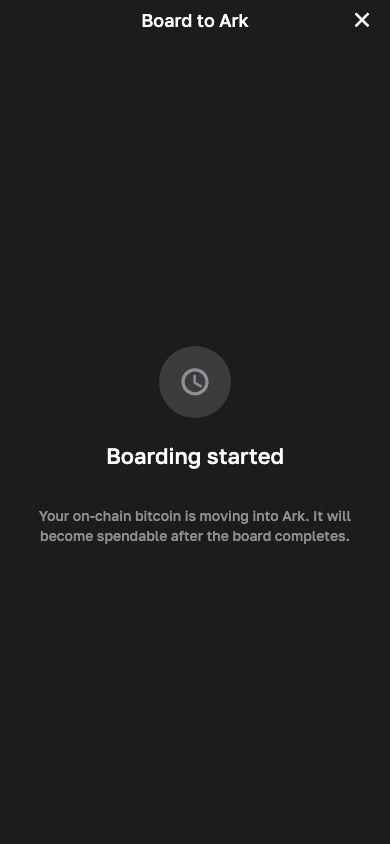 Board to Ark
Boarding started
Your on-chain bitcoin is moving into Ark. It will
become spendable after the board completes.